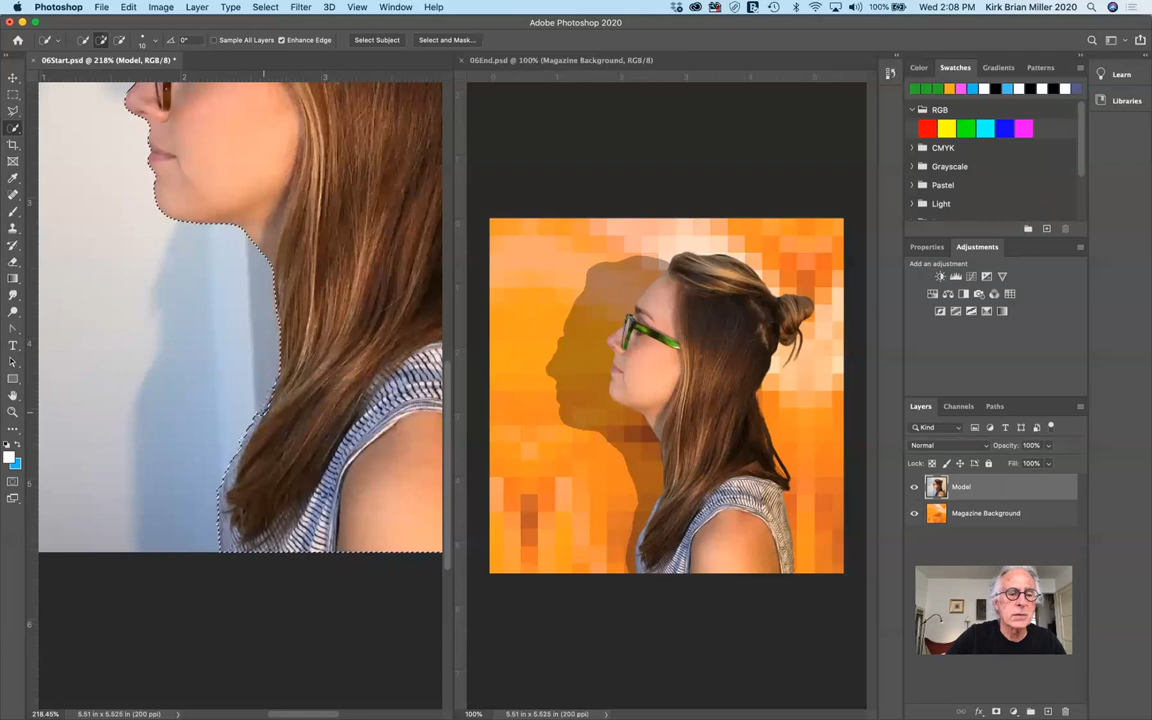 Photoshop File Edit Image Layer Type Select Filter 3D View Window Help 100% Wed 2:08 PM Kirk Brian Miller 2020
Adobe Photoshop 2020
10 0° Sample All Layers Enhance Edge Select Subject Select and Mask...
× 06Start.psd @ 218% (Model, RGB/8) *
× 06End.psd @ 100% (Magazine Background, RGB/8)
Color Swatches Gradients Patterns
Learn
Libraries
RGB
CMYK
Grayscale
Pastel
Light
Properties Adjustments
Add an adjustment
Layers Channels Paths
Kind
Normal Opacity: 100%
Lock: Fill: 100%
Model
Magazine Background
218.45% 5.51 in x 5.525 in (200 ppi)
100% 5.51 in x 5.525 in (200 ppi)